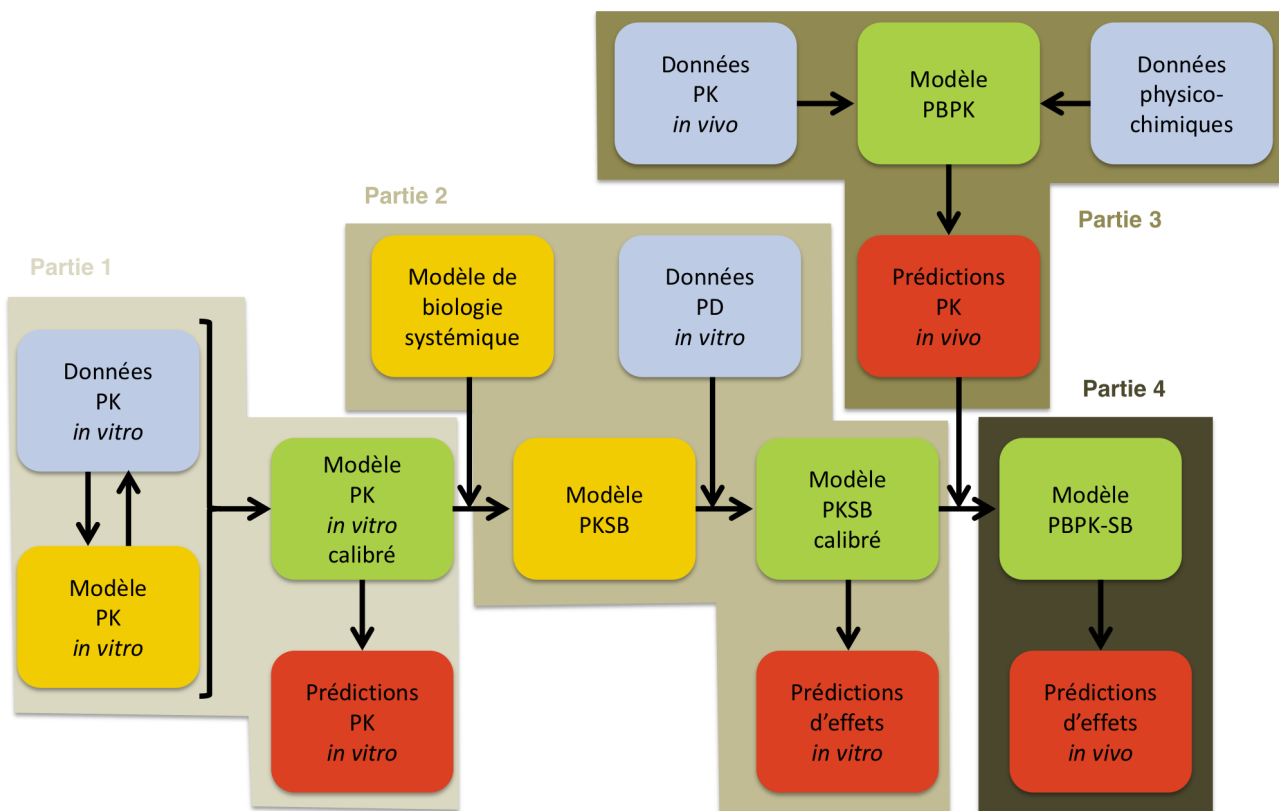 Données
PK
in vivo
Modèle
PBPK
Données
physico-
chimiques
Partie 2
Partie 3
Partie 1
Modèle de
biologie
systémique
Données
PD
in vitro
Prédictions
PK
in vivo
Données
PK
in vitro
Partie 4
Modèle
PK
in vitro
calibré
Modèle
PKSB
Modèle
PKSB
calibré
Modèle
PBPK-SB
Modèle
PK
in vitro
Prédictions
PK
in vitro
Prédictions
d’effets
in vitro
Prédictions
d’effets
in vivo